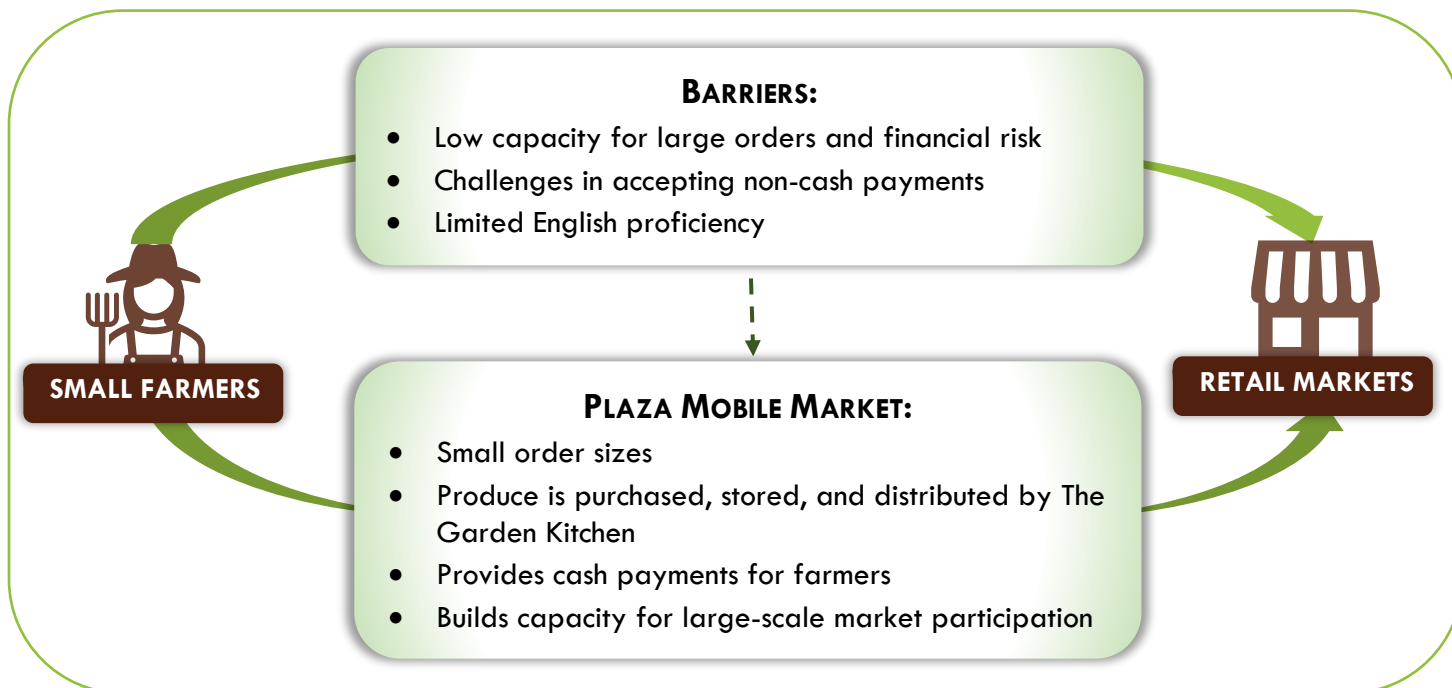 BARRIERS:
• Low capacity for large orders and financial risk
• Challenges in accepting non-cash payments
• Limited English proficiency
SMALL FARMERS
RETAIL MARKETS
PLAZA MOBILE MARKET:
• Small order sizes
• Produce is purchased, stored, and distributed by The
Garden Kitchen
• Provides cash payments for farmers
• Builds capacity for large-scale market participation